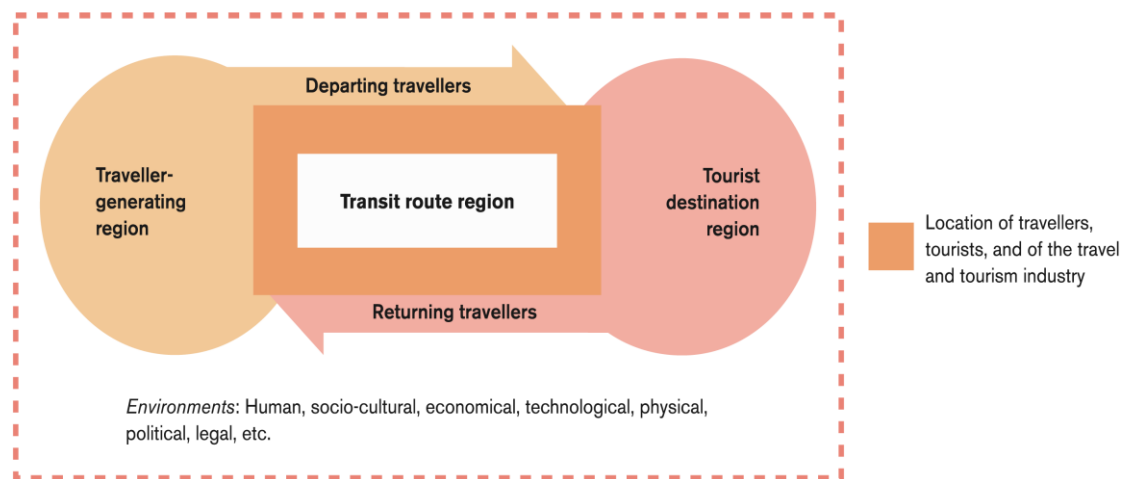 Departing travellers
Traveller-
generating
region
Transit route region
Tourist
destination
region
Returning travellers
Environments: Human, socio-cultural, economical, technological, physical,
political, legal, etc.
Location of travellers,
tourists, and of the travel
and tourism industry